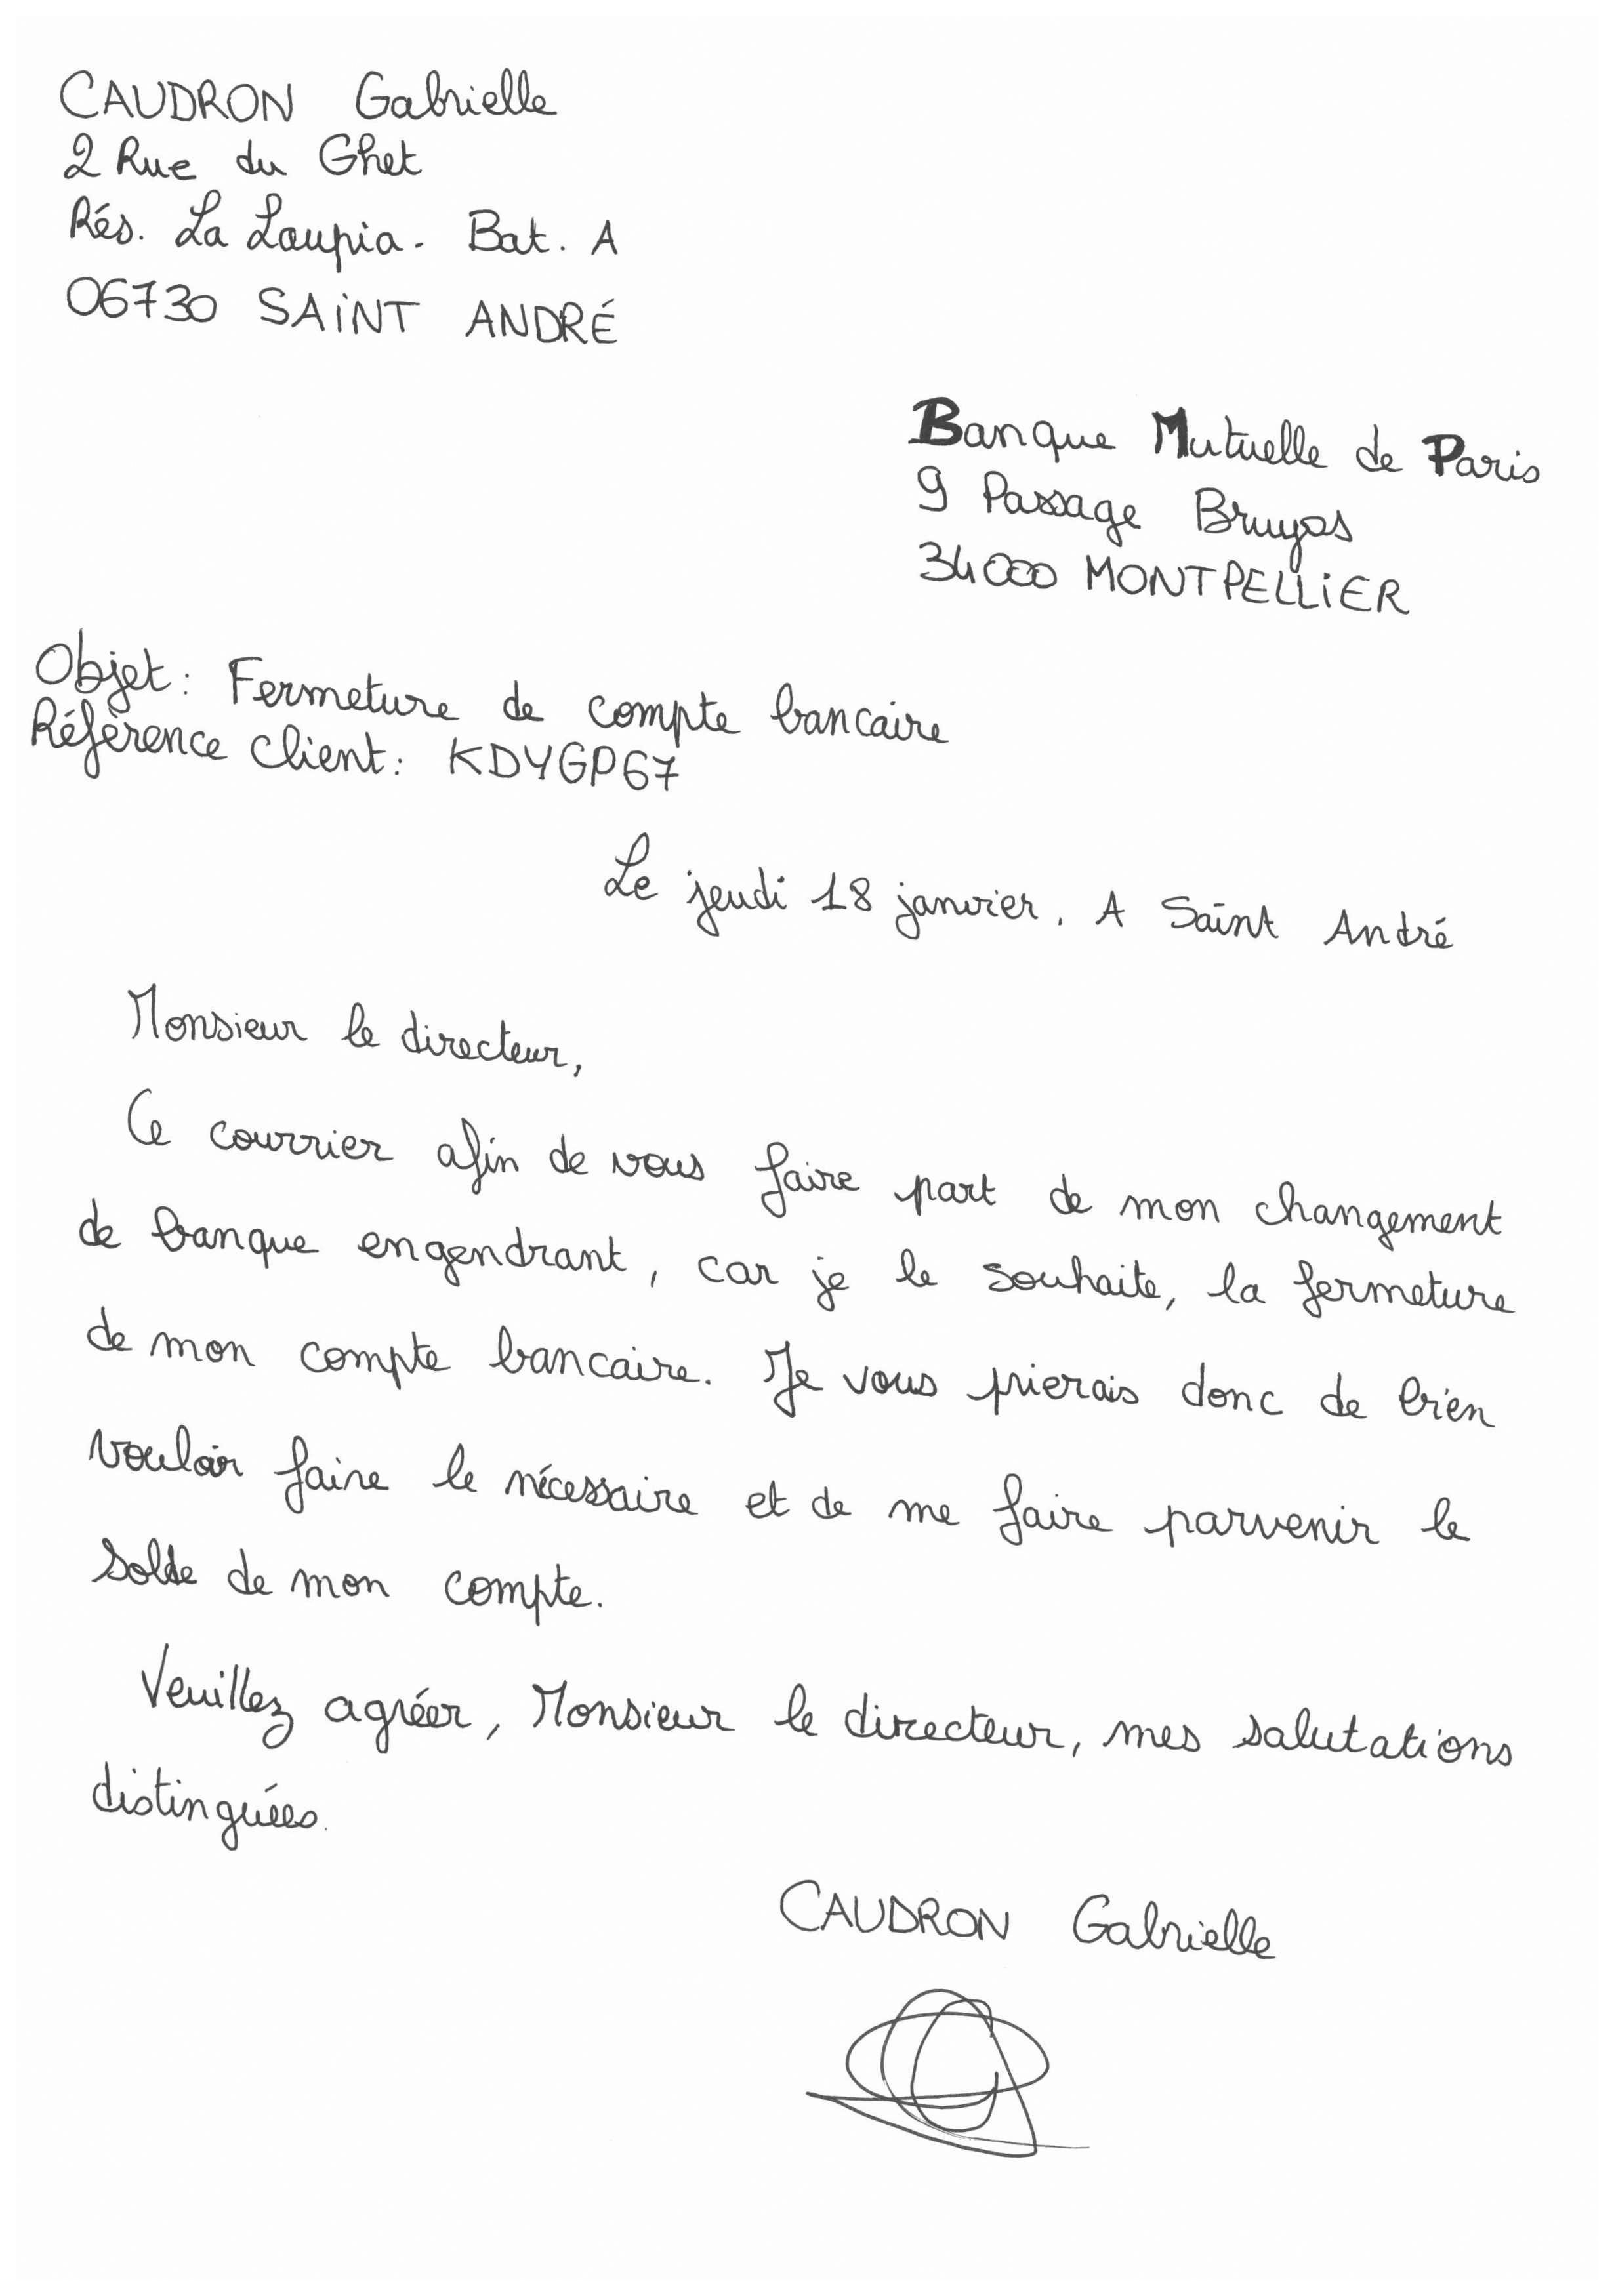 CAUDRON Gabrielle
2 Rue du Ghet
Rés. La Loupia. Bat. A
06730 SAINT ANDRÉ
Banque Mutuelle de Paris
9 Passage Bruyas
34000 MONTPELLIER
Objet: Fermeture de compte bancaire
Référence Client: KDYGP67
Le jeudi 18 janvier. A Saint André
Monsieur le directeur,
Ce courrier afin de vous faire part de mon changement
de banque engendrant, car je le souhaite, la fermeture
de mon compte bancaire. Je vous prierais donc de bien
vouloir faire le nécessaire et de me faire parvenir le
solde de mon compte.
Veuillez agréer, Monsieur le directeur, mes salutations
distinguées.
CAUDRON Gabrielle